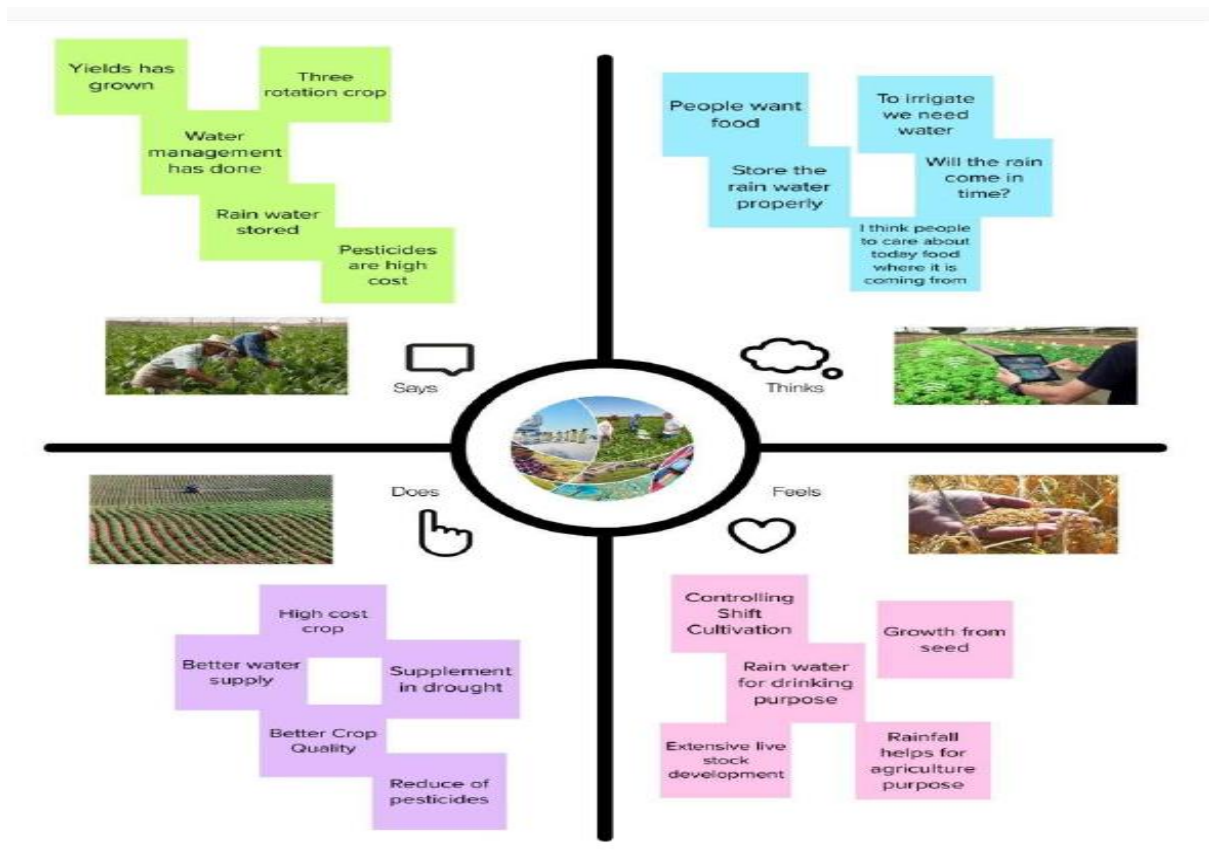 Yields has
grown
Three
rotation crop
Water
management
has done
Rain water
stored
Pesticides
are high
cost
Says
People want
food
To irrigate
we need
water
Store the
rain water
properly
Will the rain
come in
time?
I think people
to care about
today food
where it is
coming from
Thinks
Does
High cost
crop
Better water
supply
Supplement
in drought
Better Crop
Quality
Reduce of
pesticides
Feels
Controlling
Shift
Cultivation
Growth from
seed
Rain water
for drinking
purpose
Extensive live
stock
development
Rainfall
helps for
agriculture
purpose